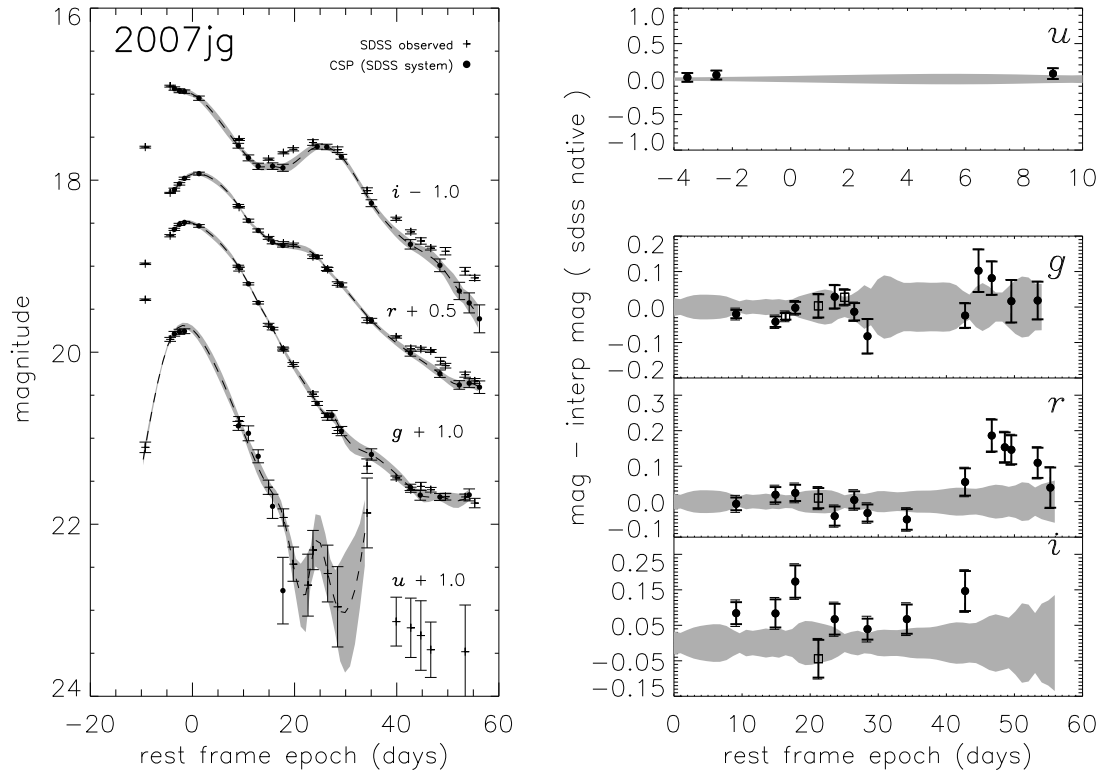 2007jg
SDSS observed +
CSP (SDSS system) ●
i − 1.0
r + 0.5
g + 1.0
u + 1.0
magnitude
16
18
20
22
24
−20 0 20 40 60
rest frame epoch (days)
mag − interp mag ( sdss native )
u
1.0
0.5
0.0
−0.5
−1.0
−4 −2 0 2 4 6 8 10
g
0.2
0.1
0.0
−0.1
−0.2
r
0.3
0.2
0.1
0.0
−0.1
i
0.25
0.15
0.05
−0.05
−0.15
0 10 20 30 40 50 60
rest frame epoch (days)